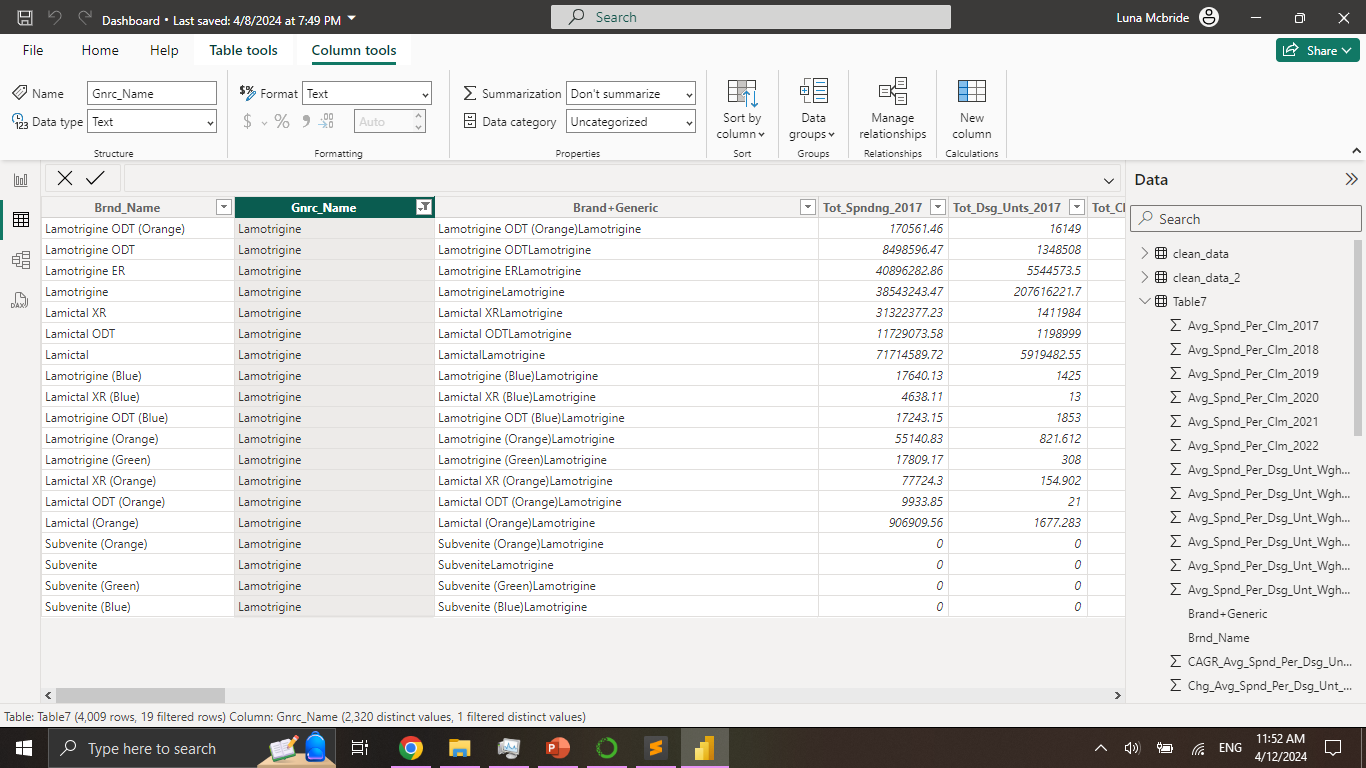 Dashboard • Last saved: 4/8/2024 at 7:49 PM
Search
Luna Mcbride
File Home Help Table tools Column tools
Share
Name Gnrc_Name
Data type Text
Structure
Format Text
$ % Auto
Formatting
Summarization Don't summarize
Data category Uncategorized
Properties
Sort by column
Sort
Data groups
Groups
Manage relationships
Relationships
New column
Calculations
Brnd_Name Gnrc_Name Brand+Generic Tot_Spndng_2017 Tot_Dsg_Unts_2017
Lamotrigine ODT (Orange) Lamotrigine Lamotrigine ODT (Orange)Lamotrigine 170561.46 16149
Lamotrigine ODT Lamotrigine Lamotrigine ODTLamotrigine 8498596.47 1348508
Lamotrigine ER Lamotrigine Lamotrigine ERLamotrigine 40896282.86 5544573.5
Lamotrigine Lamotrigine LamotrigineLamotrigine 38543243.47 207616221.7
Lamictal XR Lamotrigine Lamictal XRLamotrigine 31322377.23 1411984
Lamictal ODT Lamotrigine Lamictal ODTLamotrigine 11729073.58 1198999
Lamictal Lamotrigine LamictalLamotrigine 71714589.72 5919482.55
Lamotrigine (Blue) Lamotrigine Lamotrigine (Blue)Lamotrigine 17640.13 1425
Lamictal XR (Blue) Lamotrigine Lamictal XR (Blue)Lamotrigine 4638.11 13
Lamotrigine ODT (Blue) Lamotrigine Lamotrigine ODT (Blue)Lamotrigine 17243.15 1853
Lamotrigine (Orange) Lamotrigine Lamotrigine (Orange)Lamotrigine 55140.83 821.612
Lamotrigine (Green) Lamotrigine Lamotrigine (Green)Lamotrigine 17809.17 308
Lamictal XR (Orange) Lamotrigine Lamictal XR (Orange)Lamotrigine 77724.3 154.902
Lamictal ODT (Orange) Lamotrigine Lamictal ODT (Orange)Lamotrigine 9933.85 21
Lamictal (Orange) Lamotrigine Lamictal (Orange)Lamotrigine 906909.56 1677.283
Subvenite (Orange) Lamotrigine Subvenite (Orange)Lamotrigine 0 0
Subvenite Lamotrigine SubveniteLamotrigine 0 0
Subvenite (Green) Lamotrigine Subvenite (Green)Lamotrigine 0 0
Subvenite (Blue) Lamotrigine Subvenite (Blue)Lamotrigine 0 0
Data
Search
clean_data
clean_data_2
Table7
Avg_Spnd_Per_Clm_2017
Avg_Spnd_Per_Clm_2018
Avg_Spnd_Per_Clm_2019
Avg_Spnd_Per_Clm_2020
Avg_Spnd_Per_Clm_2021
Avg_Spnd_Per_Clm_2022
Avg_Spnd_Per_Dsg_Unt_Wgh...
Avg_Spnd_Per_Dsg_Unt_Wgh...
Avg_Spnd_Per_Dsg_Unt_Wgh...
Avg_Spnd_Per_Dsg_Unt_Wgh...
Avg_Spnd_Per_Dsg_Unt_Wgh...
Avg_Spnd_Per_Dsg_Unt_Wgh...
Brand+Generic
Brnd_Name
CAGR_Avg_Spnd_Per_Dsg_Un...
Chg_Avg_Spnd_Per_Dsg_Unt_...
Table: Table7 (4,009 rows, 19 filtered rows) Column: Gnrc_Name (2,320 distinct values, 1 filtered distinct values)
Type here to search
ENG
11:52 AM
4/12/2024